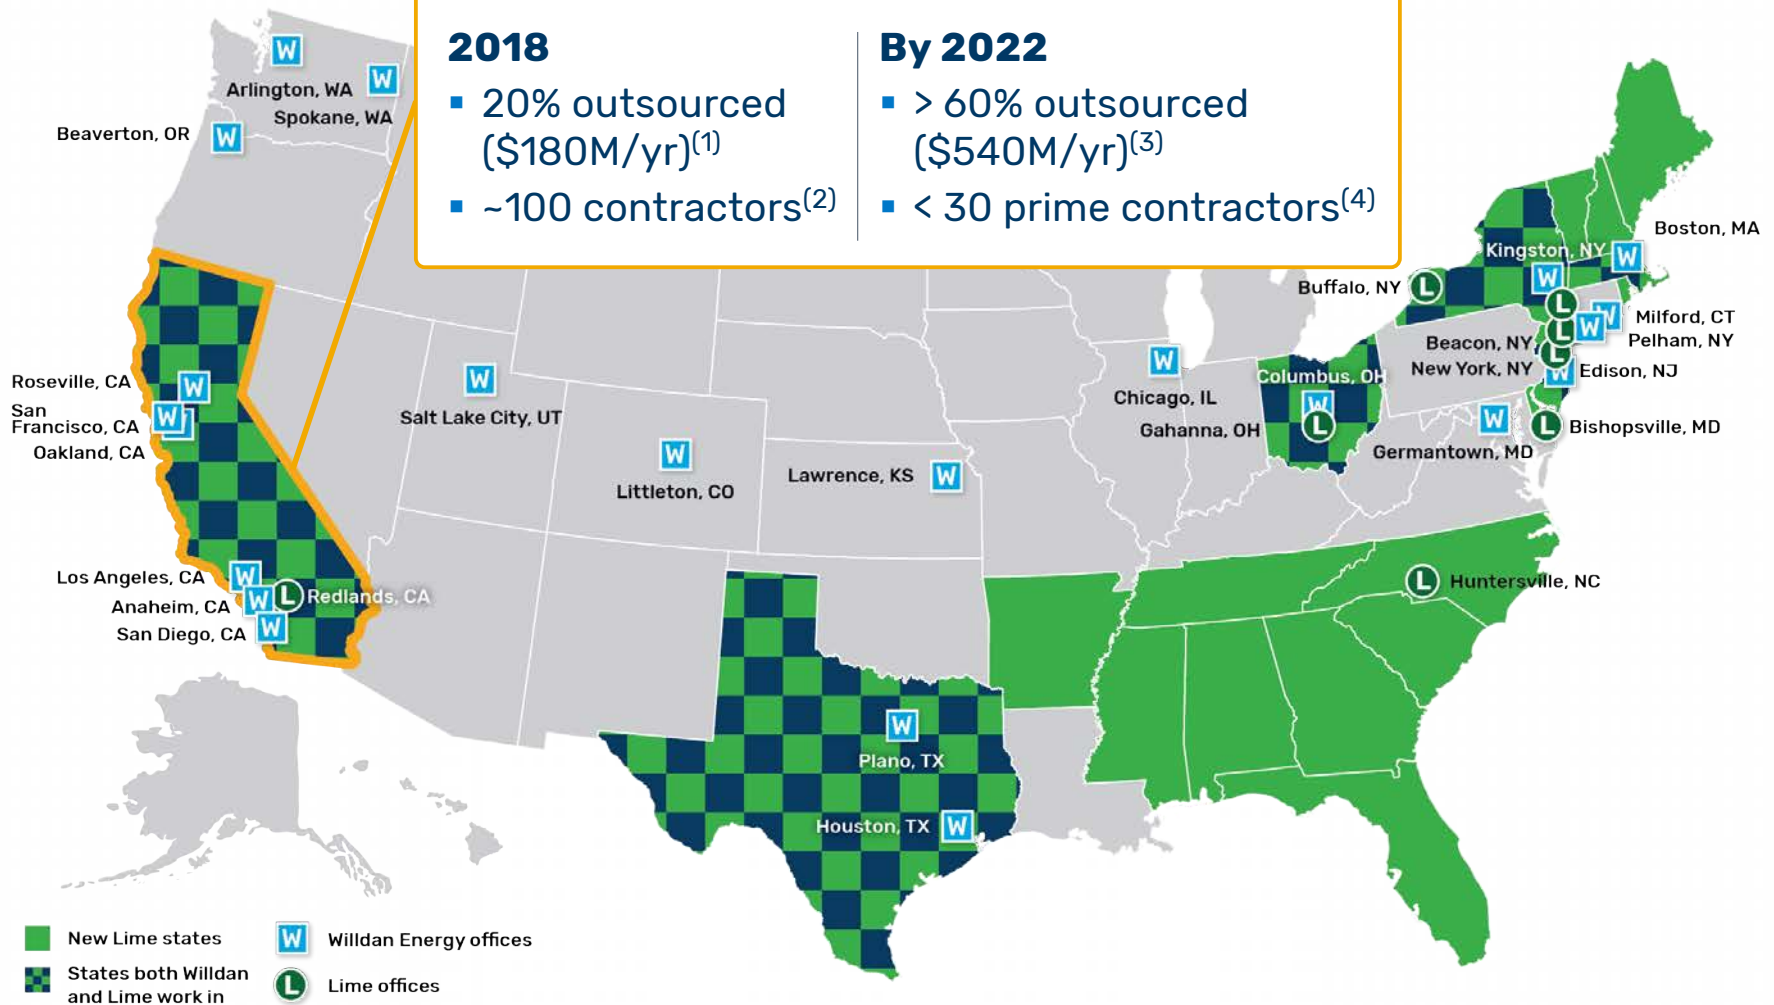 2018
▪ 20% outsourced
($180M/yr)(1)
▪ ~100 contractors(2)
By 2022
▪ > 60% outsourced
($540M/yr)(3)
▪ < 30 prime contractors(4)
W
Arlington, WA
W
Spokane, WA
Beaverton, OR
W
Boston, MA
W
Kingston, NY
W
Buffalo, NY
L
L
W
Milford, CT
L
W
Pelham, NY
Beacon, NY
L
New York, NY
W
Edison, NJ
Roseville, CA
W
San
Francisco, CA
W
Oakland, CA
W
Salt Lake City, UT
W
Chicago, IL
Columbus, OH
W
Gahanna, OH
L
W
Germantown, MD
L
Bishopsville, MD
W
Littleton, CO
Lawrence, KS
W
Los Angeles, CA
W
Anaheim, CA
W
L
Redlands, CA
San Diego, CA
W
L
Huntersville, NC
W
Plano, TX
Houston, TX
W
New Lime states
W
Willdan Energy offices
States both Willdan
and Lime work in
L
Lime offices